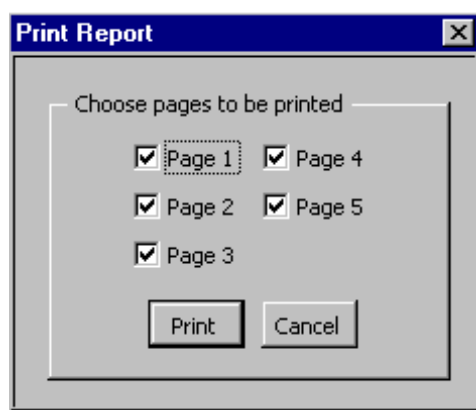 Print Report
Choose pages to be printed
Page 1 Page 4
Page 2 Page 5
Page 3
Print Cancel